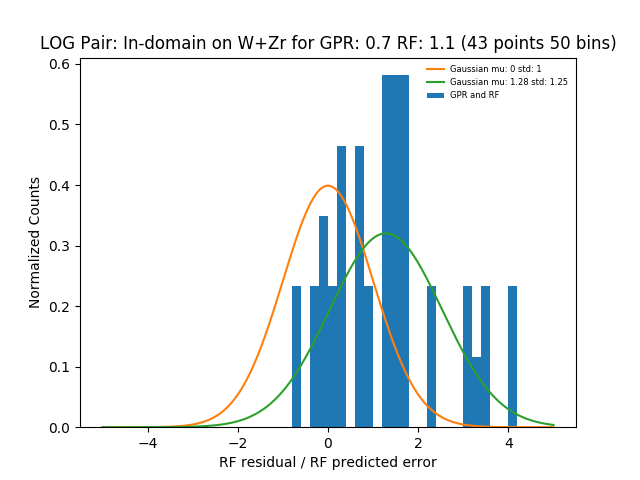 LOG Pair: In-domain on W+Zr for GPR: 0.7 RF: 1.1 (43 points 50 bins)
Gaussian mu: 0 std: 1
Gaussian mu: 1.28 std: 1.25
GPR and RF
Normalized Counts
0.6
0.5
0.4
0.3
0.2
0.1
0.0
−4
−2
0
2
4
RF residual / RF predicted error